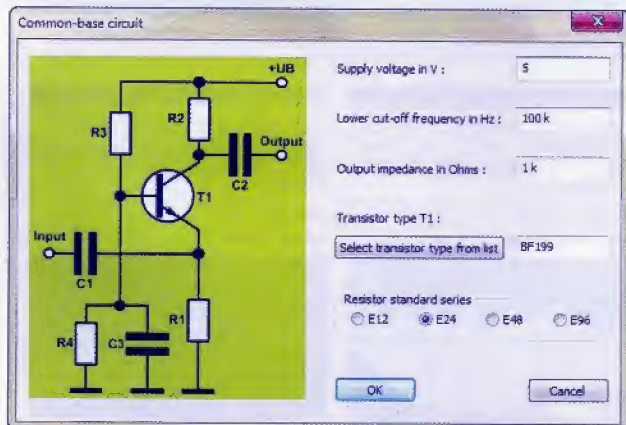 Common-base circuit
+UB
R3
R2
Output
C2
T1
Input
C1
R1
R4
C3
Supply voltage in V :
5
Lower cut-off frequency in Hz :
100 k
Output impedance in Ohms :
1 k
Transistor type T1 :
Select transistor type from list
BF199
Resistor standard series
E12
E24
E48
E96
OK
Cancel